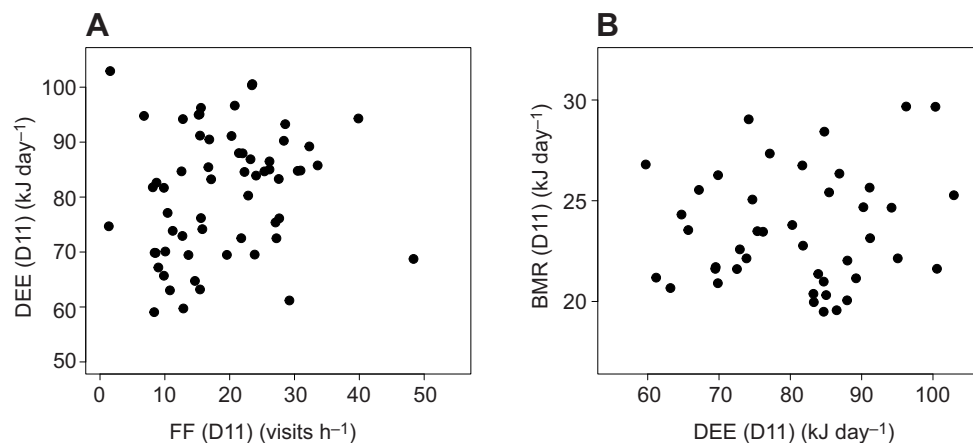 A
DEE (D11) (kJ day⁻¹)
100
90
80
70
60
50
0 10 20 30 40 50
FF (D11) (visits h⁻¹)
B
BMR (D11) (kJ day⁻¹)
30
25
20
60 70 80 90 100
DEE (D11) (kJ day⁻¹)